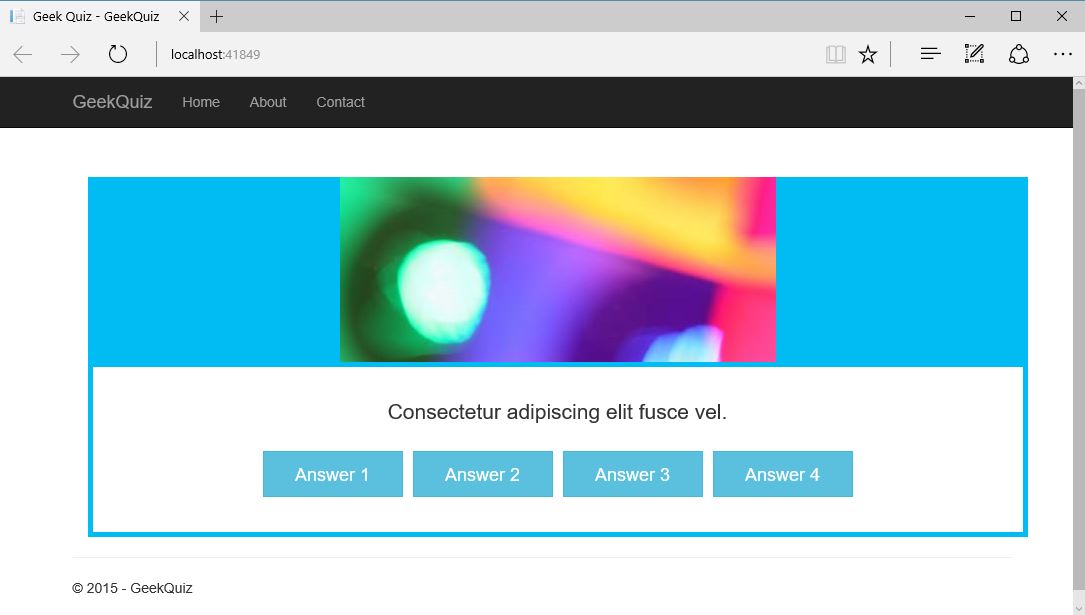 Geek Quiz - GeekQuiz
localhost:41849
GeekQuiz Home About Contact
Consectetur adipiscing elit fusce vel.
Answer 1 Answer 2 Answer 3 Answer 4
© 2015 - GeekQuiz